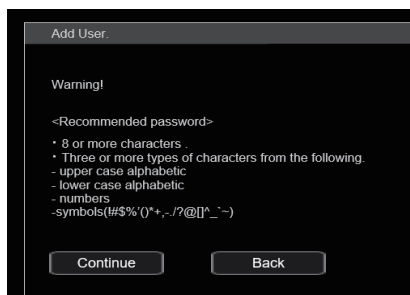 Add User.
Warning!
<Recommended password>
・8 or more characters .
・Three or more types of characters from the following.
- upper case alphabetic
- lower case alphabetic
- numbers
-symbols(!#$%'()*+,-./?@[]^_`~)
Continue
Back